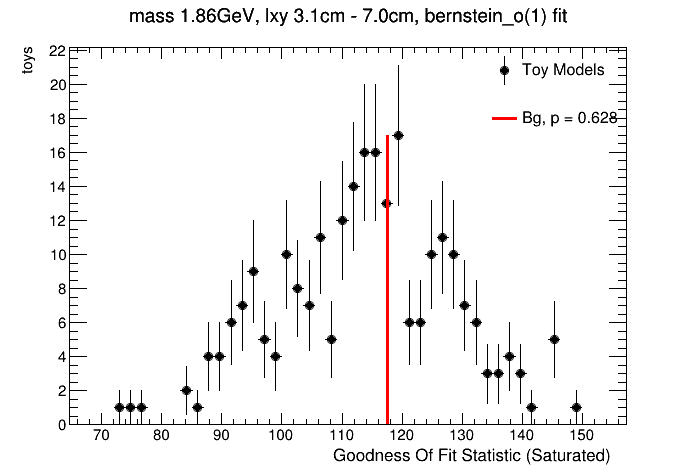 mass 1.86GeV, lxy 3.1cm - 7.0cm, bernstein_o(1) fit
toys
22
20
18
16
14
12
10
8
6
4
2
0
Toy Models
Bg, p = 0.628
70 80 90 100 110 120 130 140 150
Goodness Of Fit Statistic (Saturated)